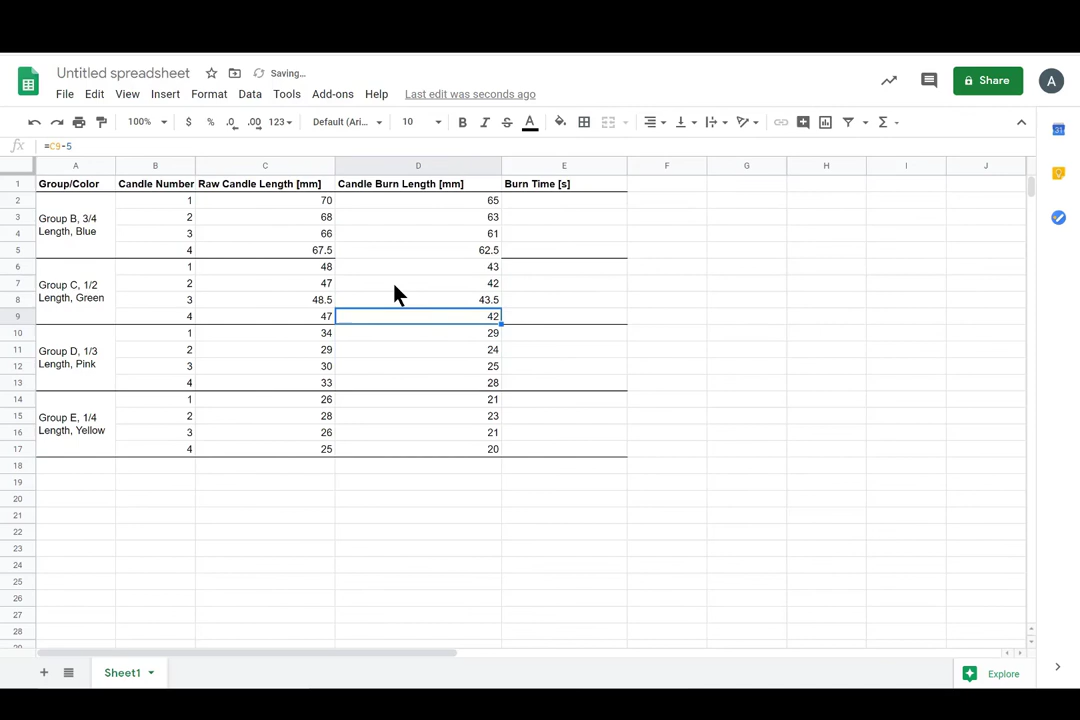 Untitled spreadsheet Saving…
File Edit View Insert Format Data Tools Add-ons Help Last edit was seconds ago
Share A
100% $ % .0 .00 123 Default (Ari... 10 B I S A
fx =C9-5
A B C D E F G H I J
1 Group/Color Candle Number Raw Candle Length [mm] Candle Burn Length [mm] Burn Time [s]
2 Group B, 3/4 Length, Blue 1 70 65
3 2 68 63
4 3 66 61
5 4 67.5 62.5
6 Group C, 1/2 Length, Green 1 48 43
7 2 47 42
8 3 48.5 43.5
9 4 47 42
10 Group D, 1/3 Length, Pink 1 34 29
11 2 29 24
12 3 30 25
13 4 33 28
14 Group E, 1/4 Length, Yellow 1 26 21
15 2 28 23
16 3 26 21
17 4 25 20
18
19
20
21
22
23
24
25
26
27
28
Sheet1 Explore